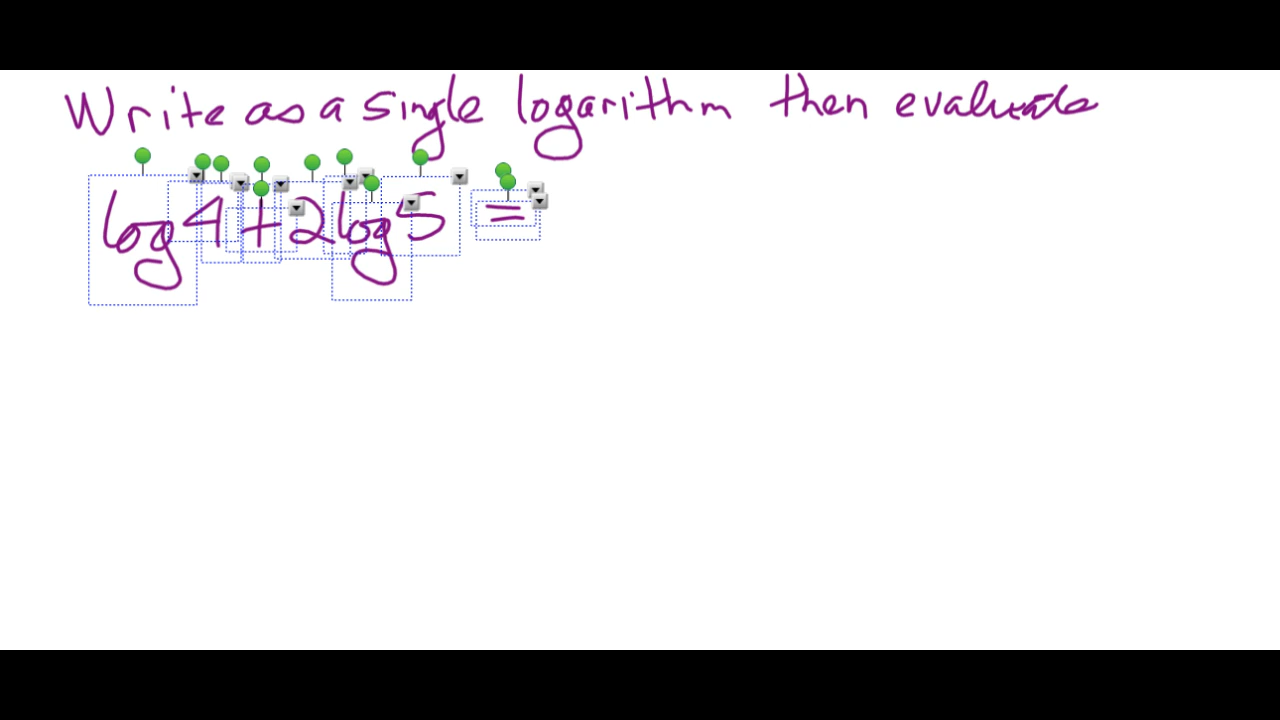 Write as a single logarithm then evaluate
log4+2log5 =